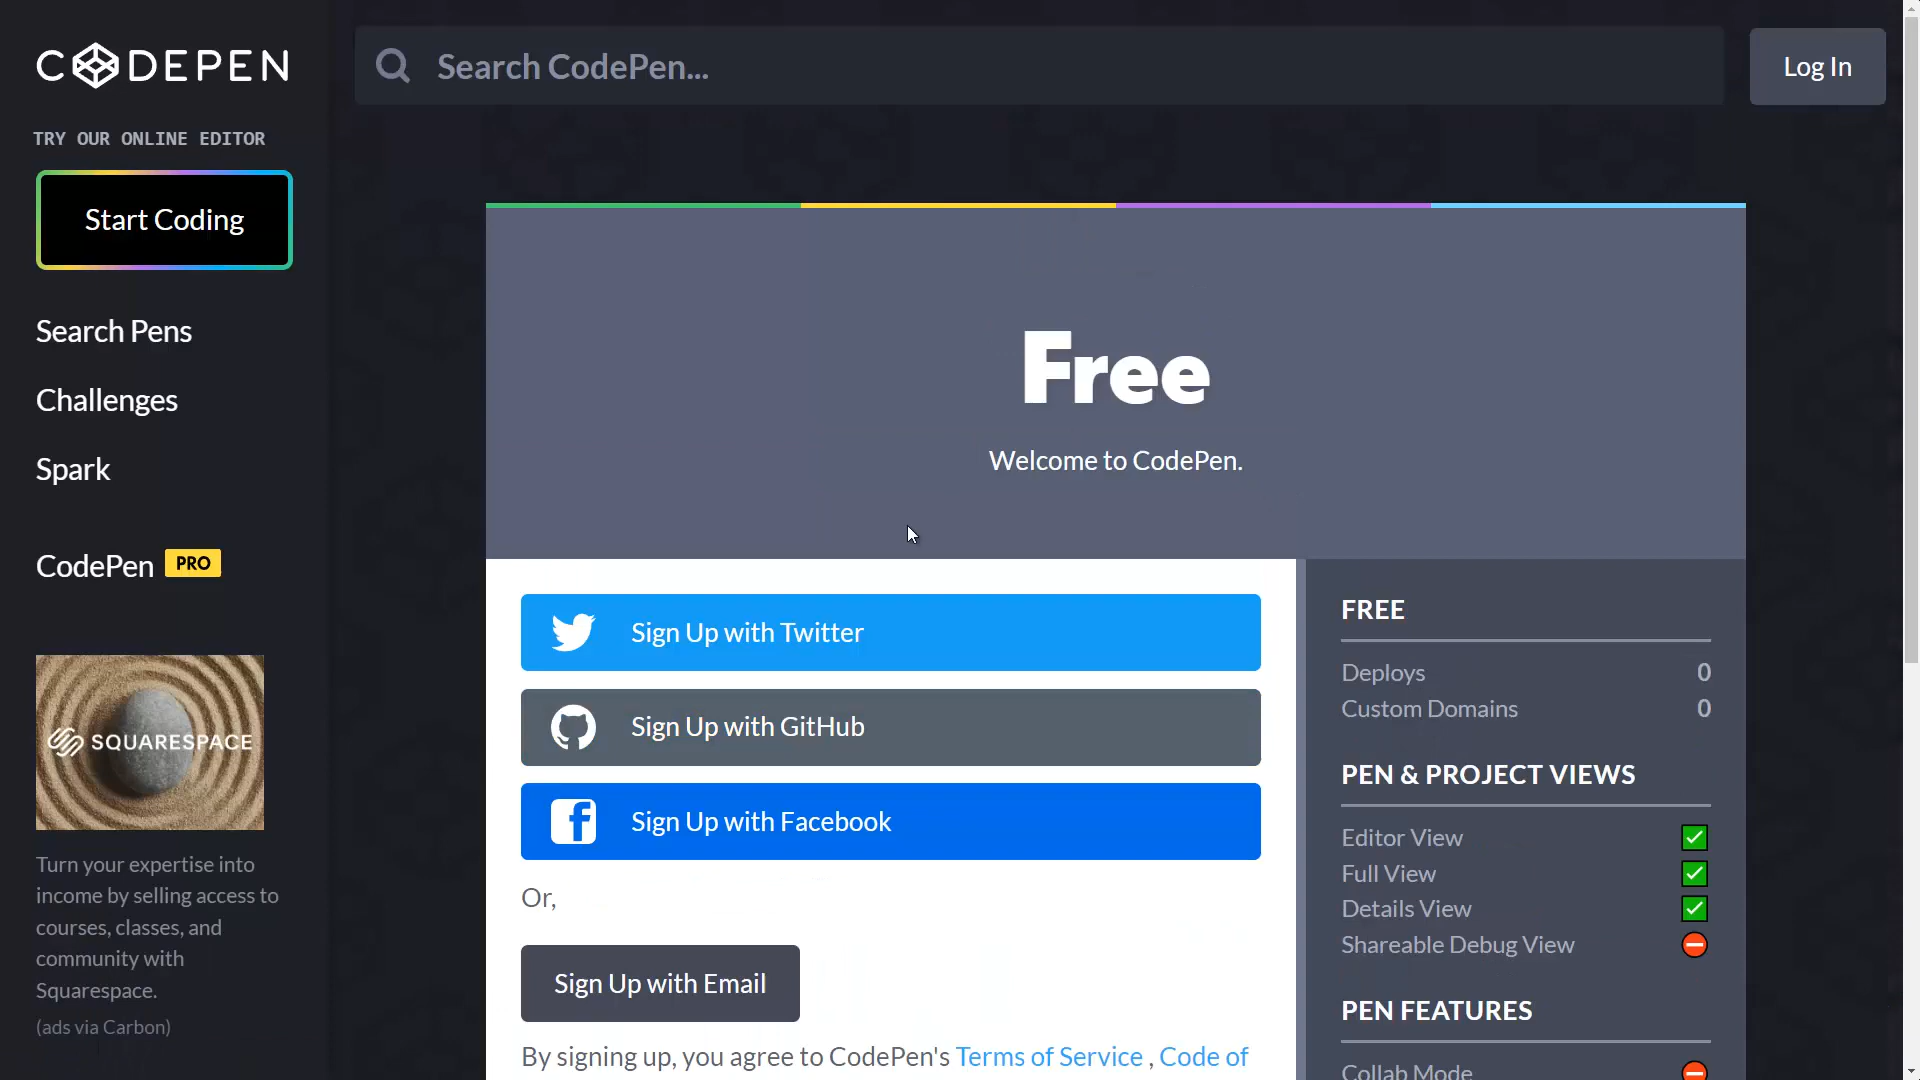 CODEPEN
TRY OUR ONLINE EDITOR
Start Coding
Search Pens
Challenges
Spark
CodePen PRO
SQUARESPACE
Turn your expertise into
income by selling access to
courses, classes, and
community with
Squarespace.
(ads via Carbon)
Search CodePen...
Log In
Free
Welcome to CodePen.
Sign Up with Twitter
Sign Up with GitHub
Sign Up with Facebook
Or,
Sign Up with Email
By signing up, you agree to CodePen's Terms of Service , Code of
FREE
Deploys 0
Custom Domains 0
PEN & PROJECT VIEWS
Editor View
Full View
Details View
Shareable Debug View
PEN FEATURES
Collab Mode